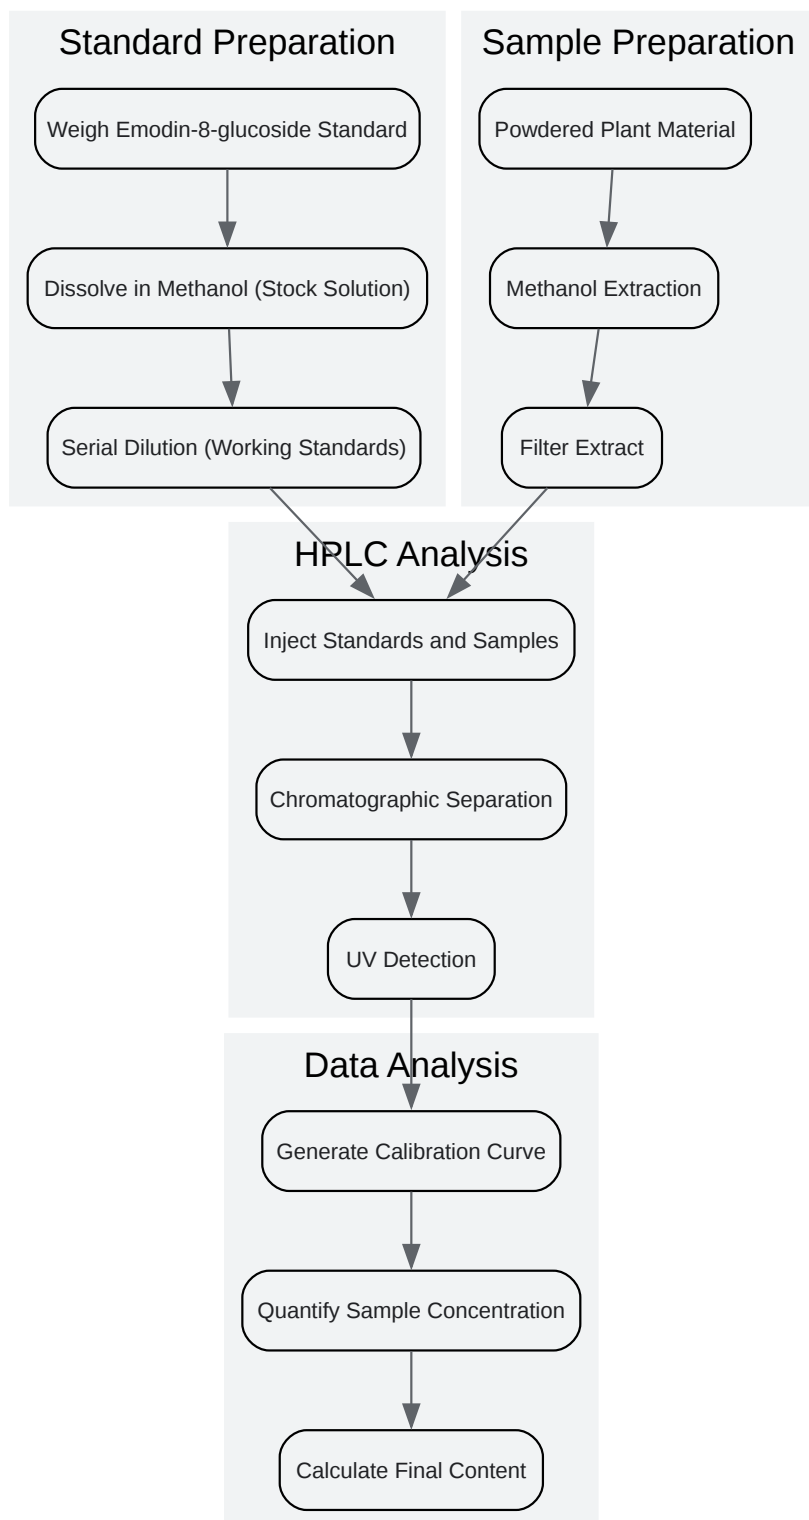 Standard Preparation
Weigh Emodin-8-glucoside Standard
Dissolve in Methanol (Stock Solution)
Serial Dilution (Working Standards)
Sample Preparation
Powdered Plant Material
Methanol Extraction
Filter Extract
HPLC Analysis
Inject Standards and Samples
Chromatographic Separation
UV Detection
Data Analysis
Generate Calibration Curve
Quantify Sample Concentration
Calculate Final Content